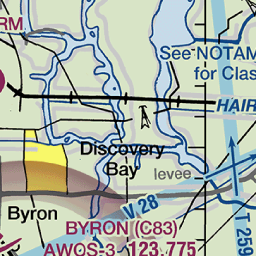 RM
See NOTAM
for Clas
HAIR
Discovery
Bay
levee
Byron
V 28
BYRON (C83)
AWOS-3 123.775
T 259